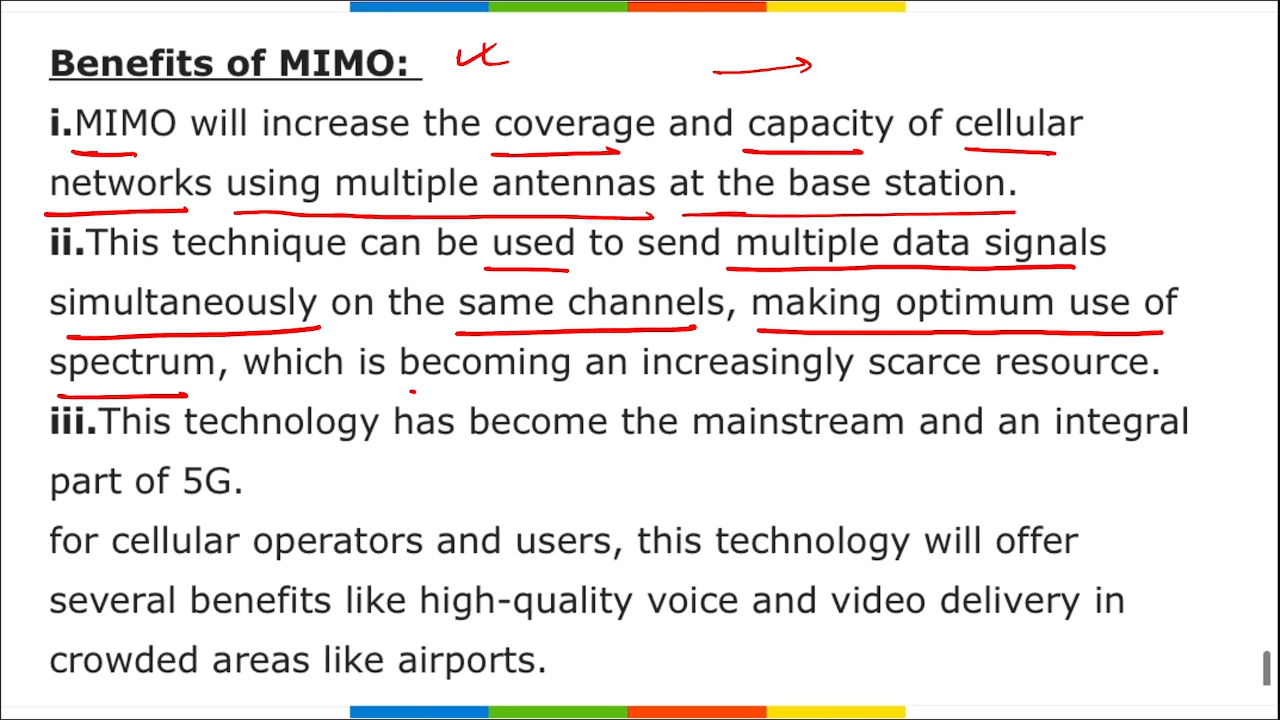 Benefits of MIMO:
i.MIMO will increase the coverage and capacity of cellular
networks using multiple antennas at the base station.
ii.This technique can be used to send multiple data signals
simultaneously on the same channels, making optimum use of
spectrum, which is becoming an increasingly scarce resource.
iii.This technology has become the mainstream and an integral
part of 5G.
for cellular operators and users, this technology will offer
several benefits like high-quality voice and video delivery in
crowded areas like airports.